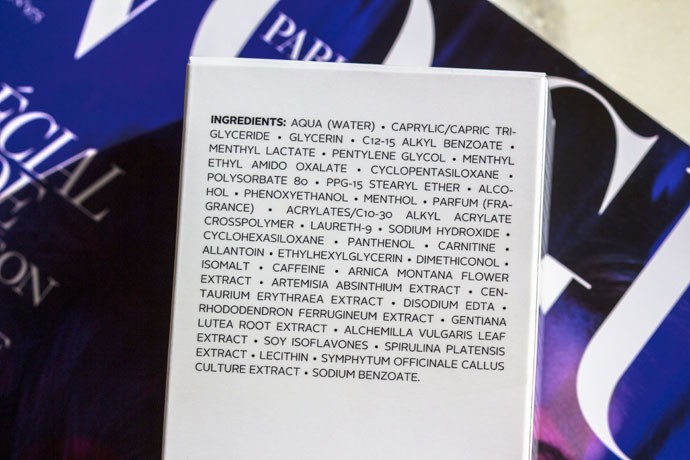 PARI
ÉCIAL
INGREDIENTS: AQUA (WATER) • CAPRYLIC/CAPRIC TRI-
GLYCERIDE • GLYCERIN • C12-15 ALKYL BENZOATE •
MENTHYL LACTATE • PENTYLENE GLYCOL • MENTHYL
ETHYL AMIDO OXALATE • CYCLOPENTASILOXANE •
POLYSORBATE 80 • PPG-15 STEARYL ETHER • ALCO-
HOL • PHENOXYETHANOL • MENTHOL • PARFUM (FRA-
GRANCE) • ACRYLATES/C10-30 ALKYL ACRYLATE
CROSSPOLYMER • LAURETH-9 • SODIUM HYDROXIDE •
CYCLOHEXASILOXANE • PANTHENOL • CARNITINE •
ALLANTOIN • ETHYLHEXYLGLYCERIN • DIMETHICONOL •
ISOMALT • CAFFEINE • ARNICA MONTANA FLOWER
EXTRACT • ARTEMISIA ABSINTHIUM EXTRACT • CEN-
TAURIUM ERYTHRAEA EXTRACT • DISODIUM EDTA •
RHODODENDRON FERRUGINEUM EXTRACT • GENTIANA
LUTEA ROOT EXTRACT • ALCHEMILLA VULGARIS LEAF
EXTRACT • SOY ISOFLAVONES • SPIRULINA PLATENSIS
EXTRACT • LECITHIN • SYMPHYTUM OFFICINALE CALLUS
CULTURE EXTRACT • SODIUM BENZOATE.